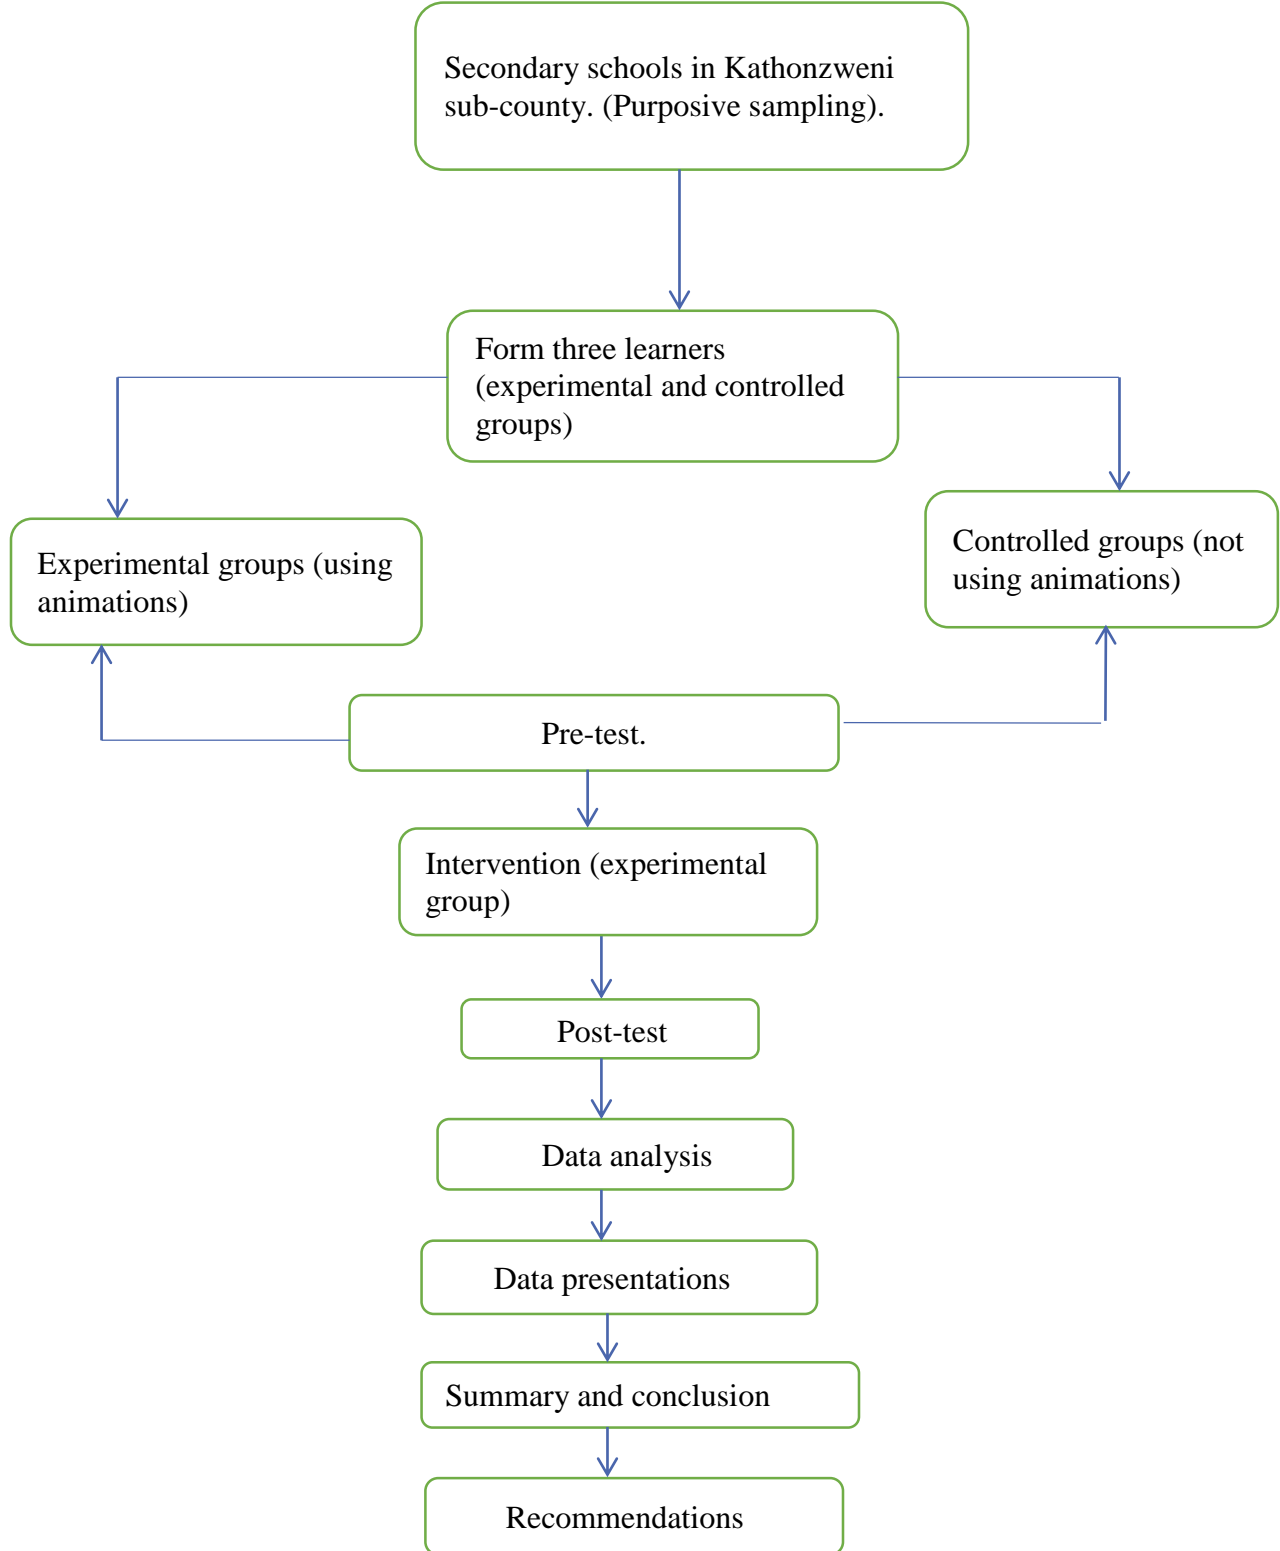 Secondary schools in Kathonzweni
sub-county. (Purposive sampling).
Form three learners
(experimental and controlled
groups)
Experimental groups (using
animations)
Controlled groups (not
using animations)
Pre-test.
Intervention (experimental
group)
Post-test
Data analysis
Data presentations
Summary and conclusion
Recommendations